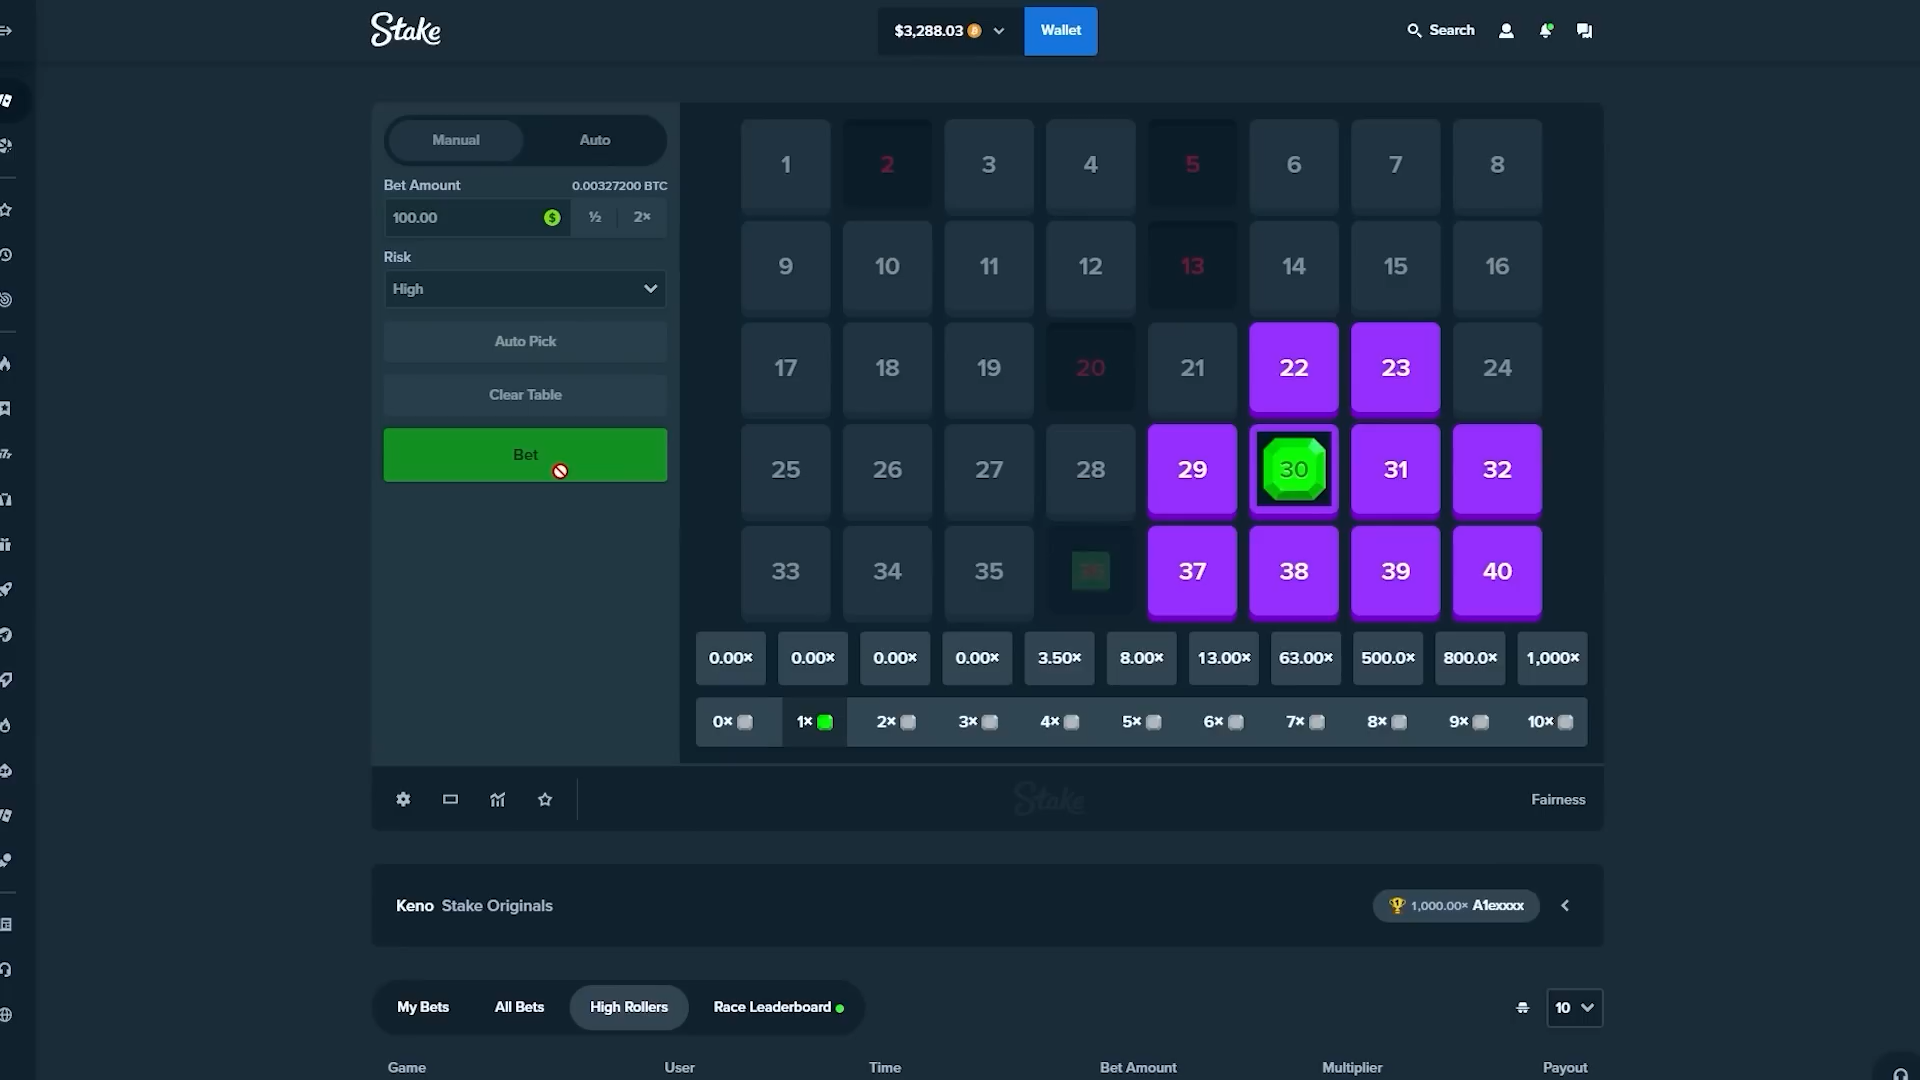 Stake
$3,288.03
Wallet
Search
Manual
Auto
Bet Amount
0.00327200 BTC
100.00
$
½
2×
Risk
High
Auto Pick
Clear Table
Bet
1 2 3 4 5 6 7 8
9 10 11 12 13 14 15 16
17 18 19 20 21 22 23 24
25 26 27 28 29 30 31 32
33 34 35 37 38 39 40
0.00× 0.00× 0.00× 0.00× 3.50× 8.00× 13.00× 63.00× 500.0× 800.0× 1,000×
0× 1× 2× 3× 4× 5× 6× 7× 8× 9× 10×
Stake
Fairness
Keno Stake Originals
1,000.00× A1exxxx
My Bets
All Bets
High Rollers
Race Leaderboard
10
Game User Time Bet Amount Multiplier Payout